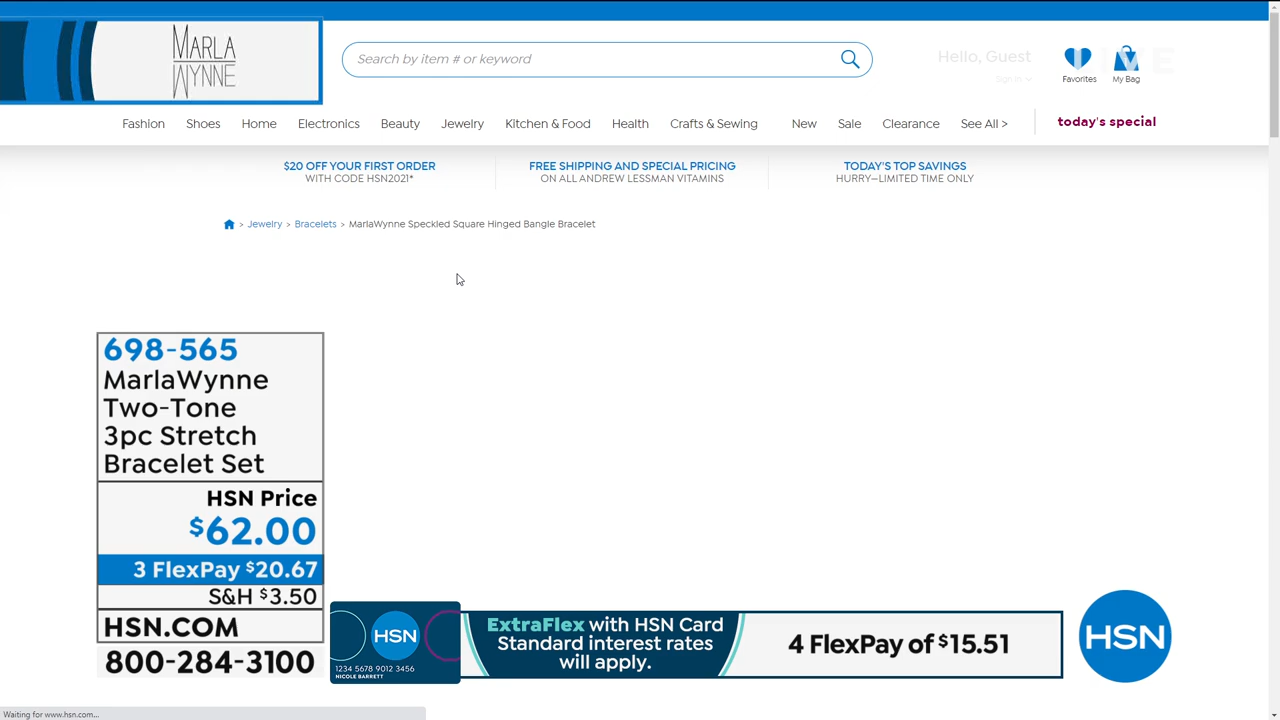 MARLA
WYNNE
Search by item # or keyword
Hello, Guest
Sign In
Favorites
My Bag
Fashion
Shoes
Home
Electronics
Beauty
Jewelry
Kitchen & Food
Health
Crafts & Sewing
New
Sale
Clearance
See All >
today's special
$20 OFF YOUR FIRST ORDER
WITH CODE HSN2021*
FREE SHIPPING AND SPECIAL PRICING
ON ALL ANDREW LESSMAN VITAMINS
TODAY'S TOP SAVINGS
HURRY—LIMITED TIME ONLY
> Jewelry > Bracelets > MarlaWynne Speckled Square Hinged Bangle Bracelet
698-565
MarlaWynne
Two-Tone
3pc Stretch
Bracelet Set
HSN Price
$62.00
3 FlexPay $20.67
S&H $3.50
HSN.COM
800-284-3100
HSN
1234 5678 9012 3456
NICOLE BARRETT
ExtraFlex with HSN Card
Standard interest rates
will apply.
4 FlexPay of $15.51
HSN
Waiting for www.hsn.com...